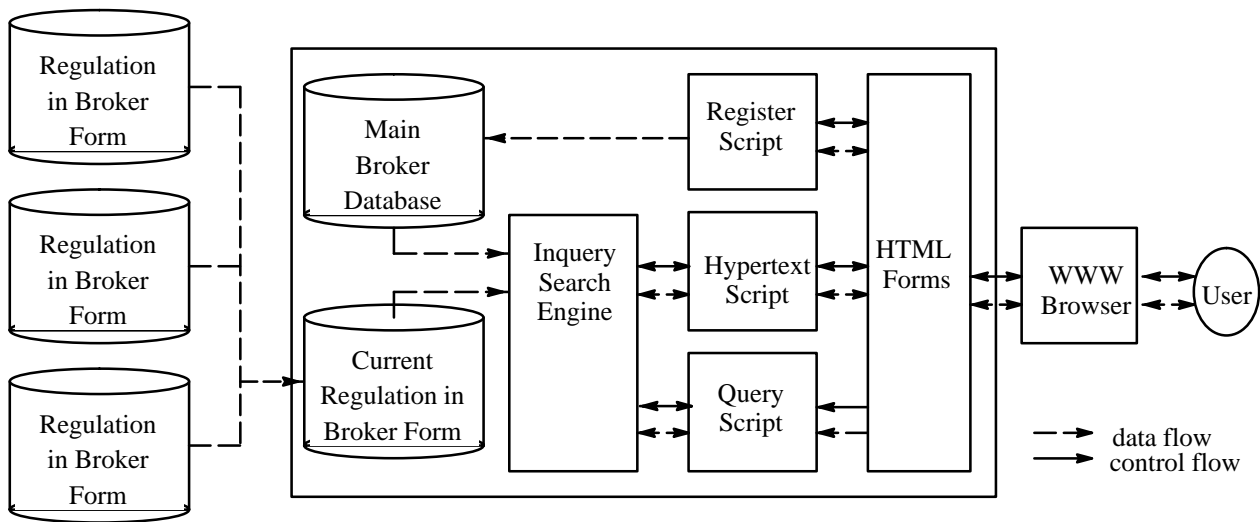 Regulation
in Broker
Form
Regulation
in Broker
Form
Regulation
in Broker
Form
Main
Broker
Database
Current
Regulation in
Broker Form
Inquery
Search
Engine
Register
Script
Hypertext
Script
Query
Script
HTML
Forms
WWW
Browser
User
data flow
control flow